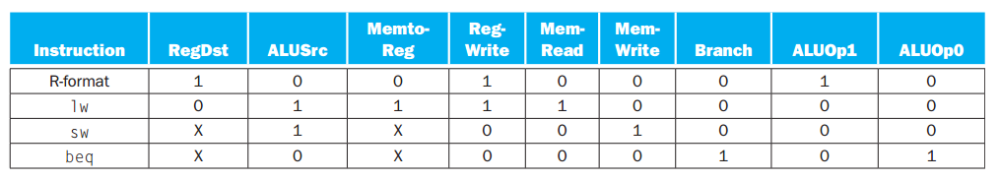 Instruction RegDst ALUSrc Memto-Reg Reg-Write Mem-Read Mem-Write Branch ALUOp1 ALUOp0
R-format 1 0 0 1 0 0 0 1 0
lw 0 1 1 1 1 0 0 0 0
sw X 1 X 0 0 1 0 0 0
beq X 0 X 0 0 0 1 0 1